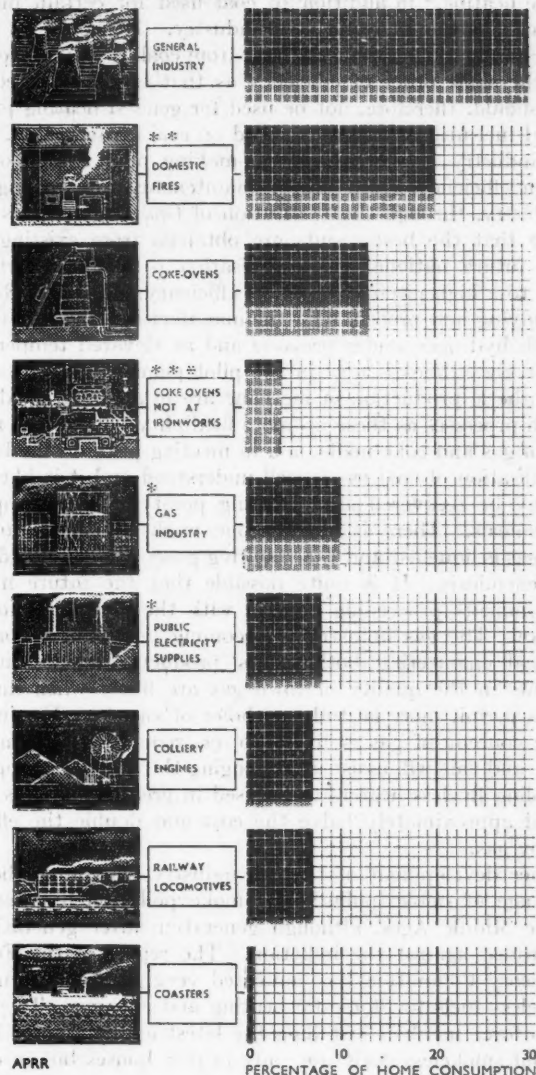 GENERAL
INDUSTRY
* *
DOMESTIC
FIRES
COKE-OVENS
* * *
COKE OVENS
NOT AT
IRONWORKS
*
GAS
INDUSTRY
*
PUBLIC
ELECTRICITY
SUPPLIES
COLLIERY
ENGINES
RAILWAY
LOCOMOTIVES
COASTERS
APRR
0 10 20 30
PERCENTAGE OF HOME CONSUMPTION